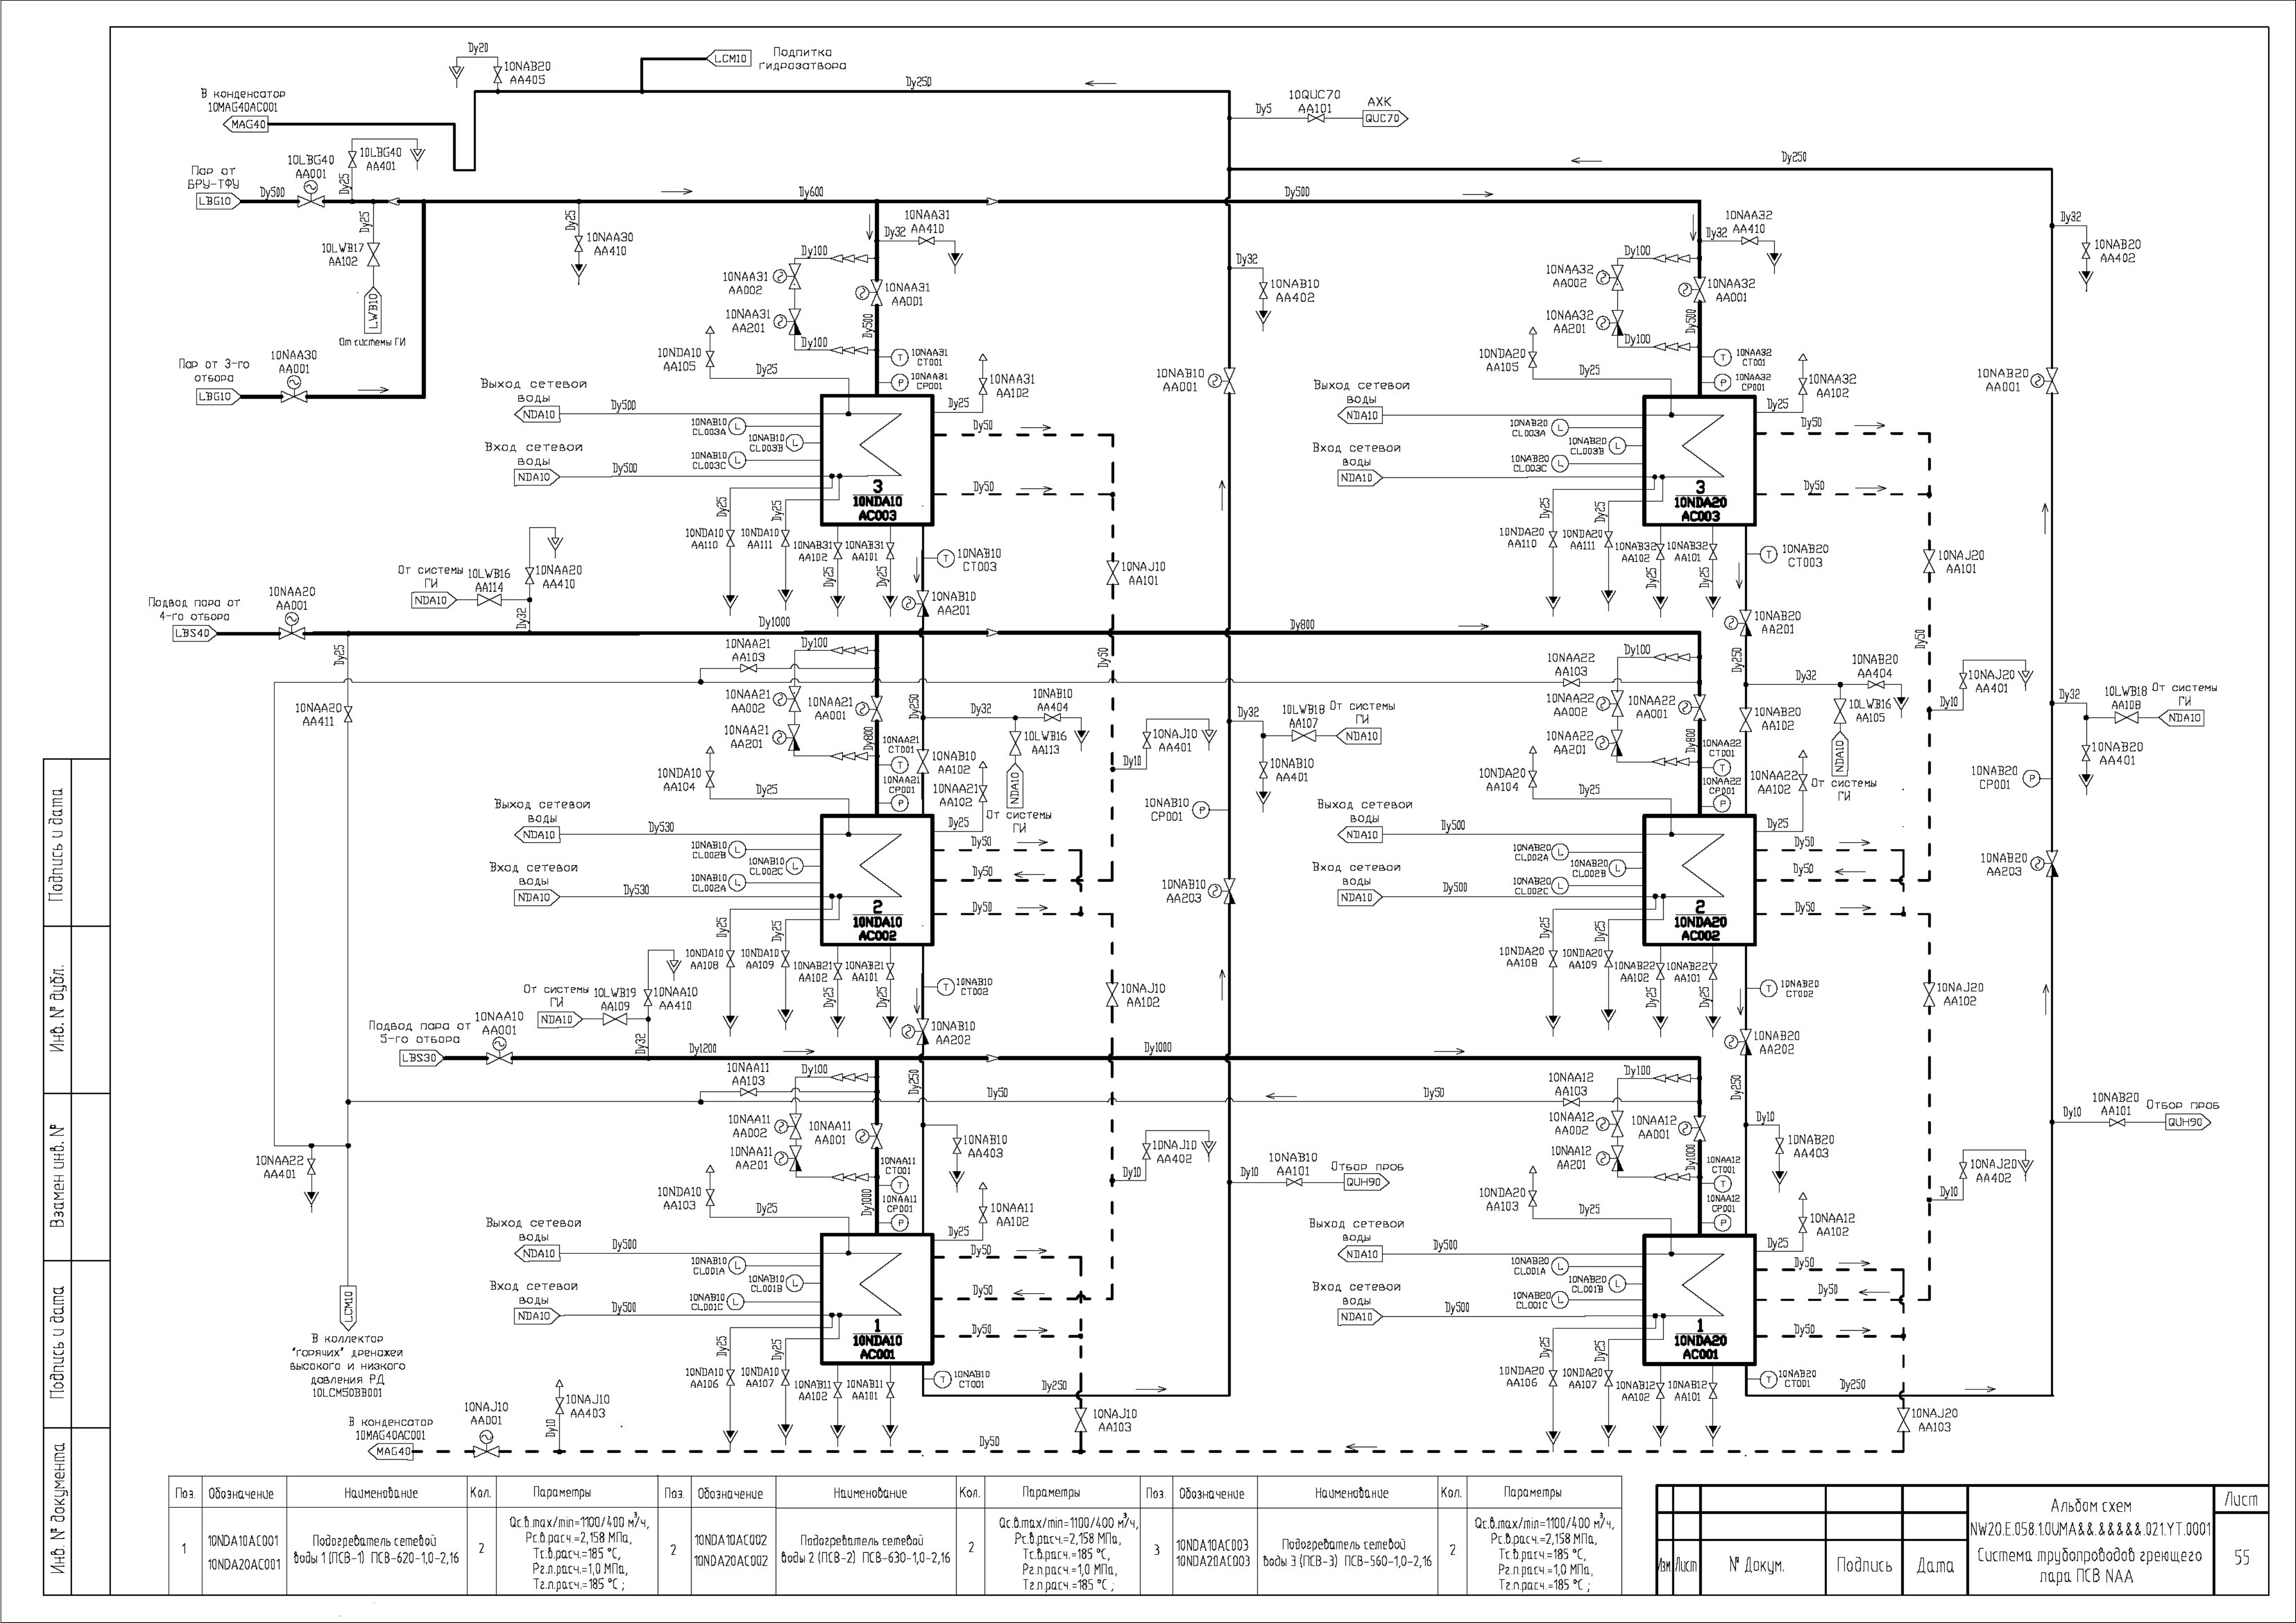 Dy20
10NAB20
AA405
LCM10
Подпитка
гидрозатвора
В конденсатор
10MAG40AC001
MAG40
Dy250
10QUC70
AA101
АХК
Dy5
QUC70
10LBG40
AA001
10LBG40
AA401
Пар от
БРУ-ТФУ
Dy500
LBG10
Dy25
Dy600
Dy500
Dy250
Dy25
10LWB17
AA102
LWB10
От системы ГИ
Dy25
10NAA30
AA410
10NAA31
AA410
Dy32
Dy100
10NAA31
AA002
10NAA31
AA001
10NAA31
AA201
Dy100
Dy500
Dy32
10NAB10
AA402
10NAA32
AA410
Dy32
Dy100
10NAA32
AA002
10NAA32
AA001
10NAA32
AA201
Dy100
Dy500
Dy32
10NAB20
AA402
Пар от 3-го
отбора
10NAA30
AA001
LBG10
10NDA10
AA105
Dy25
10NAA31
CT001
10NAA31
CP001
10NAA31
AA102
Dy25
10NAB10
AA001
10NDA20
AA105
Dy25
10NAA32
CT001
10NAA32
CP001
10NAA32
AA102
Dy25
10NAB20
AA001
Выход сетевой
воды
NDA10
Dy500
10NAB10
CL003A
10NAB10
CL003B
10NAB10
CL003C
Вход сетевой
воды
NDA10
Dy500
3
10NDA10
AC003
Dy50
Dy50
Выход сетевой
воды
NDA10
10NAB20
CL003A
10NAB20
CL003B
10NAB20
CL003C
Вход сетевой
воды
NDA10
3
10NDA20
AC003
Dy50
Dy50
Dy25
Dy25
10NDA10
AA110
10NDA10
AA111
10NAB31
AA102
10NAB31
AA101
Dy25
Dy25
10NAB10
CT003
10NAB10
AA201
10NAJ10
AA101
Dy25
Dy25
10NDA20
AA110
10NDA20
AA111
10NAB32
AA102
10NAB32
AA101
Dy25
Dy25
10NAB20
CT003
10NAB20
AA201
10NAJ20
AA101
От системы
ГИ
NDA10
10LWB16
AA114
10NAA20
AA410
Dy32
Подвод пара от
4-го отбора
LBS40
10NAA20
AA001
Dy1000
Dy800
Dy25
10NAA20
AA411
10NAA21
AA103
Dy100
10NAA21
AA002
10NAA21
AA001
10NAA21
AA201
Dy800
Dy250
Dy32
10NAB10
AA404
10LWB16
AA113
NDA10
От системы
ГИ
Dy50
10NAJ10
AA401
Dy10
Dy32
10LWB18
AA107
От системы
ГИ
NDA10
10NAB10
AA401
10NAB10
CP001
10NAB10
AA203
10NAA22
AA103
Dy100
10NAA22
AA002
10NAA22
AA001
10NAA22
AA201
Dy800
Dy250
10NAB20
AA102
Dy32
10NAB20
AA404
10LWB16
AA105
NDA10
От системы
ГИ
Dy50
10NAJ20
AA401
Dy10
Dy32
10LWB18
AA108
От системы
ГИ
NDA10
10NAB20
AA401
10NAB20
CP001
10NAB20
AA203
10NDA10
AA104
Dy25
10NAA21
CT001
10NAA21
CP001
10NAB10
AA102
10NAA21
AA102
Dy25
10NDA20
AA104
Dy25
10NAA22
CT001
10NAA22
CP001
10NAA22
AA102
Dy25
Выход сетевой
воды
NDA10
Dy530
10NAB10
CL002B
10NAB10
CL002C
10NAB10
CL002A
Вход сетевой
воды
NDA10
Dy530
2
10NDA10
AC002
Dy50
Dy50
Dy50
Выход сетевой
воды
NDA10
Dy500
10NAB20
CL002A
10NAB20
CL002B
10NAB20
CL002C
Вход сетевой
воды
NDA10
Dy500
2
10NDA20
AC002
Dy50
Dy50
Dy50
Dy25
Dy25
10NDA10
AA108
10NDA10
AA109
10NAB21
AA102
10NAB21
AA101
Dy25
Dy25
10NAB10
CT002
10NAB10
AA202
10NAJ10
AA102
Dy25
Dy25
10NDA20
AA108
10NDA20
AA109
10NAB22
AA102
10NAB22
AA101
Dy25
Dy25
10NAB20
CT002
10NAB20
AA202
10NAJ20
AA102
От системы
ГИ
NDA10
10LWB19
AA109
10NAA10
AA410
Dy32
Подвод пара от
5-го отбора
LBS30
10NAA10
AA001
Dy1200
Dy1000
10NAA11
AA103
Dy100
10NAA11
AA002
10NAA11
AA001
10NAA11
AA201
Dy1000
Dy250
Dy50
Dy50
10NAB10
AA403
10NAJ10
AA402
Dy10
10NAB10
AA101
Dy10
Отбор проб
QUH90
10NAA12
AA103
Dy100
10NAA12
AA002
10NAA12
AA001
10NAA12
AA201
Dy1000
Dy250
Dy10
10NAB20
AA403
10NAJ20
AA402
Dy10
10NAB20
AA101
Dy10
Отбор проб
QUH90
10NAA22
AA401
10NDA10
AA103
Dy25
10NAA11
CT001
10NAA11
CP001
10NAA11
AA102
Dy25
10NDA20
AA103
Dy25
10NAA12
CT001
10NAA12
CP001
10NAA12
AA102
Dy25
Выход сетевой
воды
NDA10
Dy500
10NAB10
CL001A
10NAB10
CL001B
10NAB10
CL001C
Вход сетевой
воды
NDA10
Dy500
1
10NDA10
AC001
Dy50
Dy50
Dy50
Выход сетевой
воды
NDA10
Dy500
10NAB20
CL001A
10NAB20
CL001B
10NAB20
CL001C
Вход сетевой
воды
NDA10
Dy500
1
10NDA20
AC001
Dy50
Dy50
Dy50
LCM10
В коллектор
"горячих" дренажей
высокого и низкого
давления РД
10LCM50BB001
Dy25
Dy25
10NDA10
AA106
10NDA10
AA107
10NAB11
AA102
10NAB11
AA101
10NAB10
CT001
Dy250
10NAJ10
AA103
Dy25
Dy25
10NDA20
AA106
10NDA20
AA107
10NAB12
AA102
10NAB12
AA101
10NAB20
CT001
Dy250
10NAJ20
AA103
В конденсатор
10MAG40AC001
MAG40
10NAJ10
AA001
10NAJ10
AA403
Dy10
Dy50
Поз. Обозначение Наименование Кол. Параметры
1
10NDA10AC001
10NDA20AC001
Подогреватель сетевой
воды 1 (ПСВ-1) ПСВ-620-1,0-2,16
2
Qс.в.max/min=1100/400 м³/ч,
Рс.в.расч.=2,158 МПа,
Тс.в.расч.=185 °С,
Рг.п.расч.=1,0 МПа,
Тг.п.расч.=185 °С ;
Поз. Обозначение Наименование Кол. Параметры
2
10NDA10AC002
10NDA20AC002
Подогреватель сетевой
воды 2 (ПСВ-2) ПСВ-630-1,0-2,16
2
Qс.в.max/min=1100/400 м³/ч,
Рс.в.расч.=2,158 МПа,
Тс.в.расч.=185 °С,
Рг.п.расч.=1,0 МПа,
Тг.п.расч.=185 °С ;
Поз. Обозначение Наименование Кол. Параметры
3
10NDA10AC003
10NDA20AC003
Подогреватель сетевой
воды 3 (ПСВ-3) ПСВ-560-1,0-2,16
2
Qс.в.max/min=1100/400 м³/ч,
Рс.в.расч.=2,158 МПа,
Тс.в.расч.=185 °С,
Рг.п.расч.=1,0 МПа,
Тг.п.расч.=185 °С ;
Изм. Лист № Докум. Подпись Дата
Альбом схем
NW20.E.058.1.0UMA&&.&&&&&.021.YT.0001
Система трубопроводов греющего
пара ПСВ NAA
Лист
55
Подпись и дата
Инв. № дубл.
Взамен инв. №
Подпись и дата
Инв. № документа